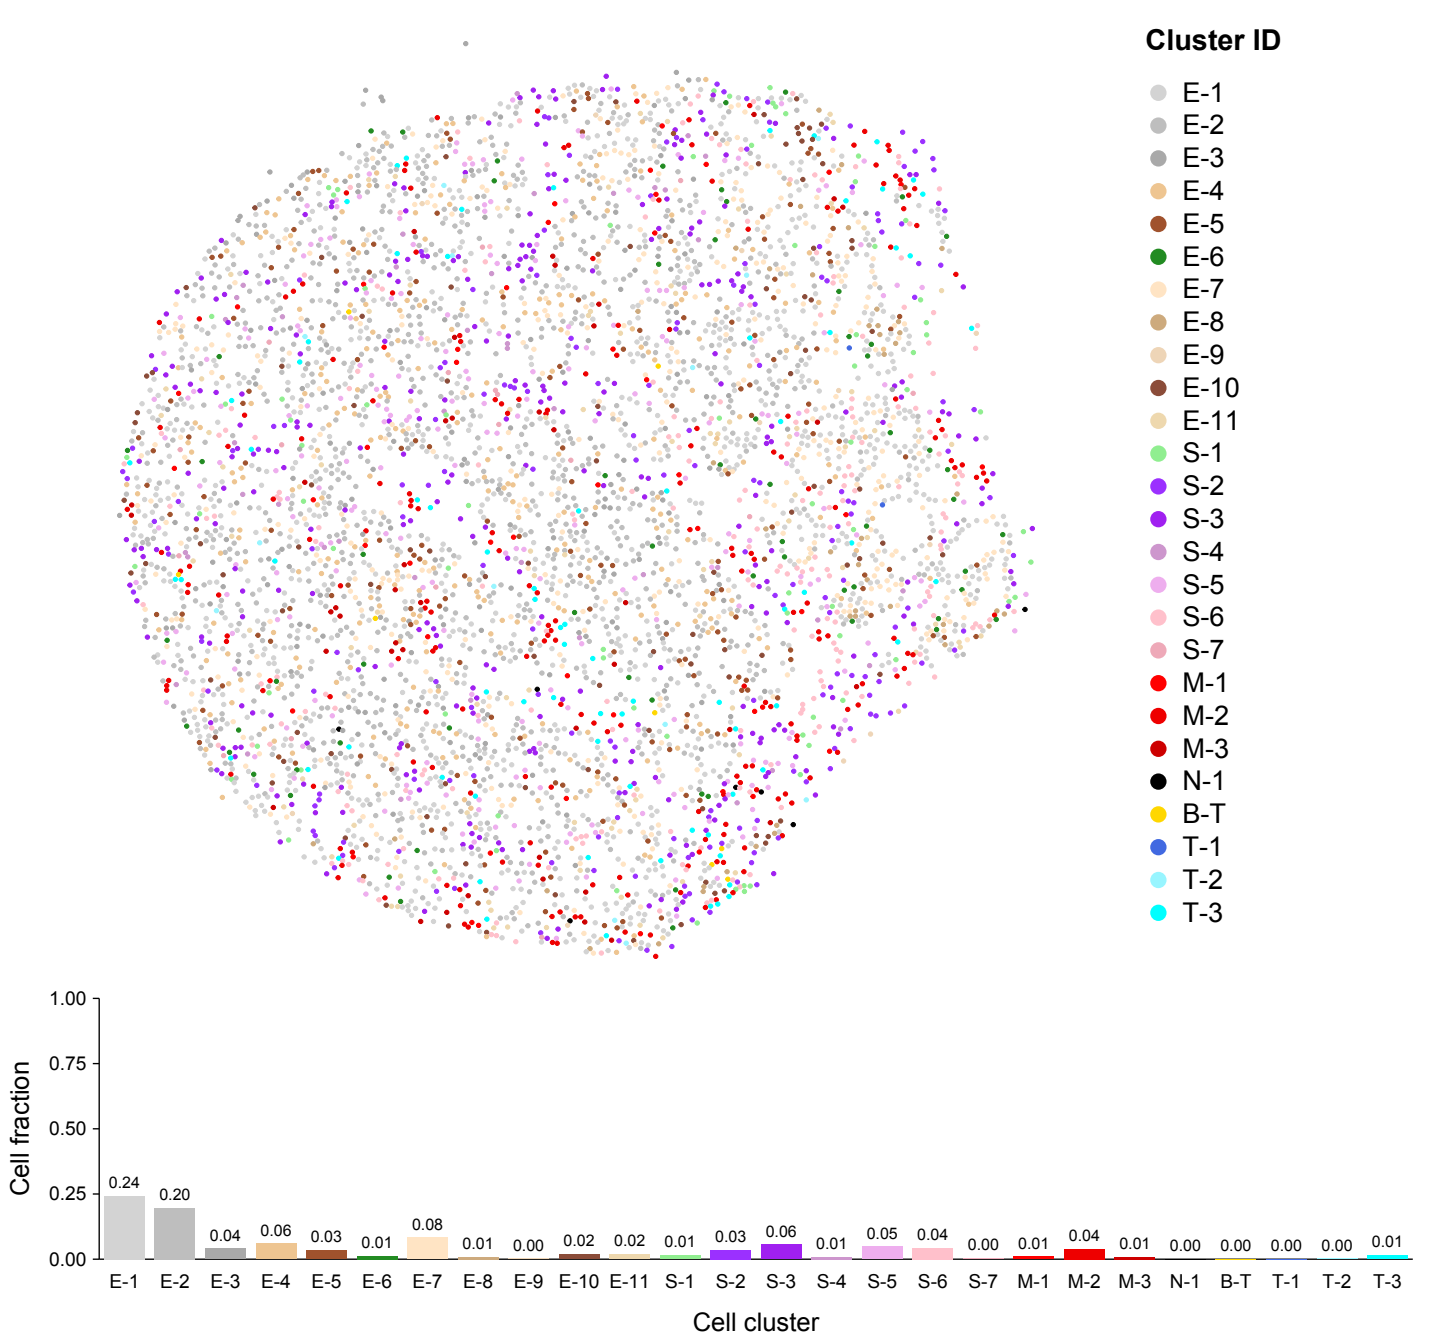 Cluster ID
E-1
E-2
E-3
E-4
E-5
E-6
E-7
E-8
E-9
E-10
E-11
S-1
S-2
S-3
S-4
S-5
S-6
S-7
M-1
M-2
M-3
N-1
B-T
T-1
T-2
T-3
1.00
0.75
0.50
0.25
0.00
Cell fraction
0.24 0.20 0.04 0.06 0.03 0.01 0.08 0.01 0.00 0.02 0.02 0.01 0.03 0.06 0.01 0.05 0.04 0.00 0.01 0.04 0.01 0.00 0.00 0.00 0.00 0.01
E-1 E-2 E-3 E-4 E-5 E-6 E-7 E-8 E-9 E-10 E-11 S-1 S-2 S-3 S-4 S-5 S-6 S-7 M-1 M-2 M-3 N-1 B-T T-1 T-2 T-3
Cell cluster